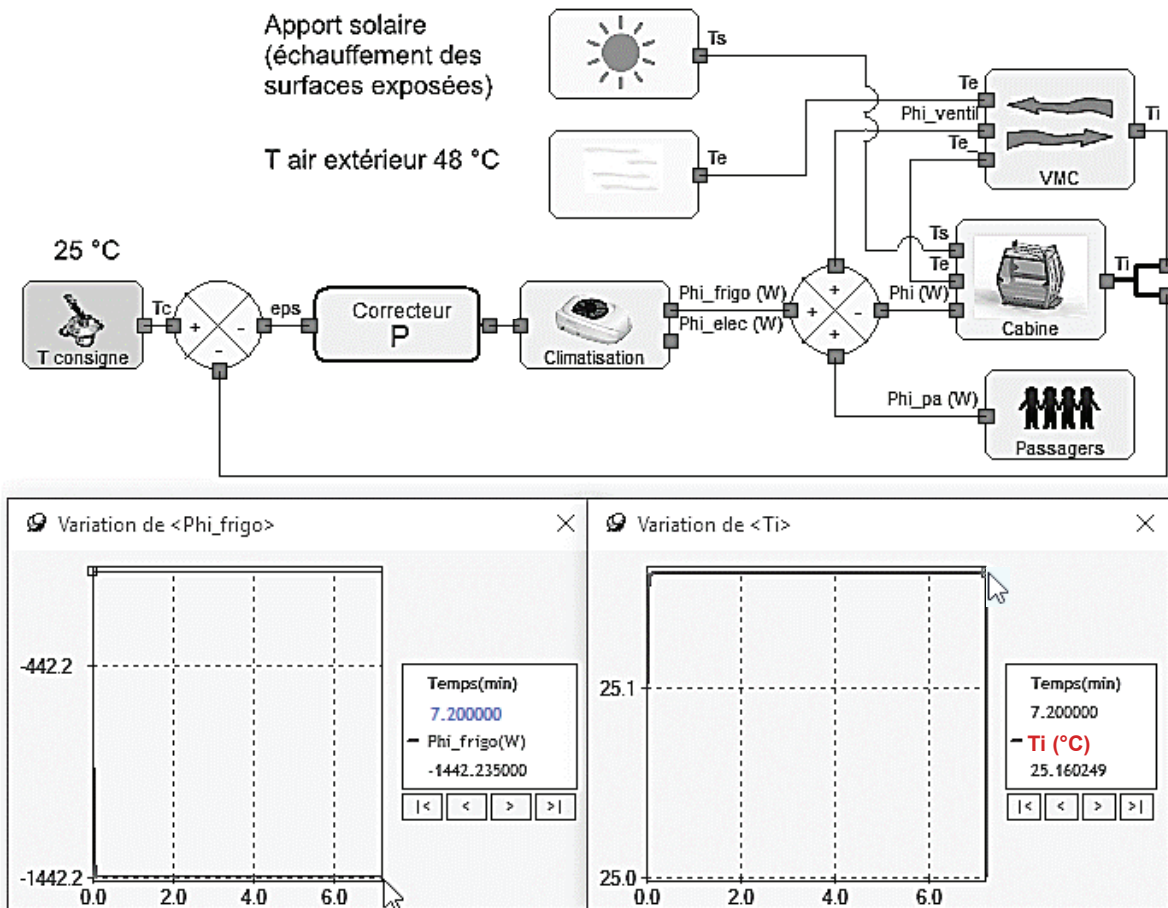 Apport solaire
(échauffement des
surfaces exposées)
Ts
T air extérieur 48 °C
Te
Te
Phi_ventil
Te_
Ti
VMC
25 °C
Tc
T consigne
+ - -
eps
Correcteur
P
Climatisation
Phi_frigo (W)
Phi_elec (W)
+
+ -
+
Ts
Te
Phi (W)
Ti
Cabine
Phi_pa (W)
Passagers
Variation de <Phi_frigo>
-442.2
-1442.2
0.0 2.0 4.0 6.0
Temps(min)
7.200000
Phi_frigo(W)
-1442.235000
|< < > >|
Variation de <Ti>
25.1
25.0
0.0 2.0 4.0 6.0
Temps(min)
7.200000
Ti (°C)
25.160249
|< < > >|